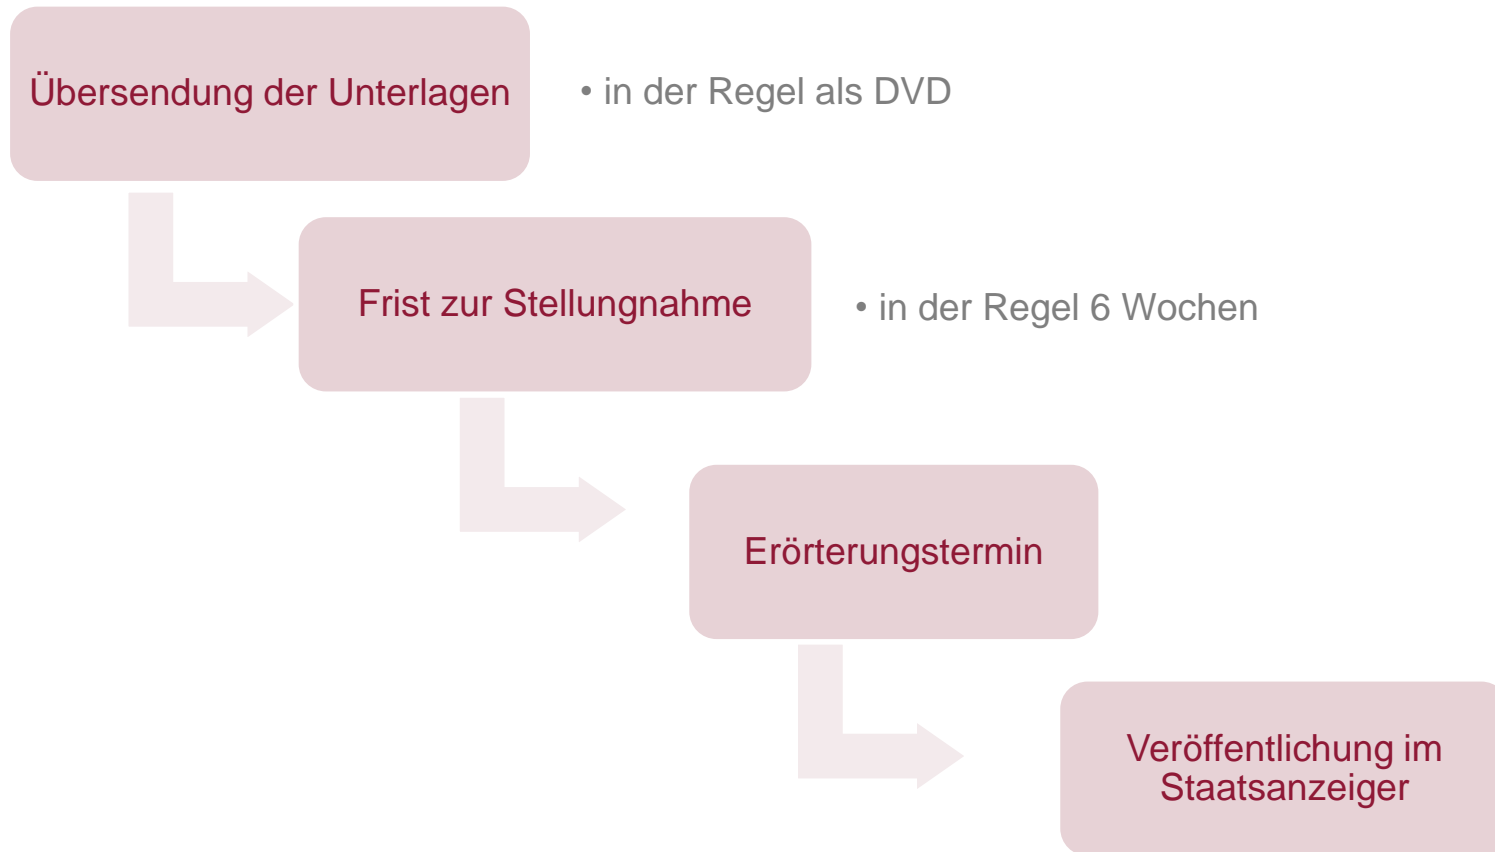 Übersendung der Unterlagen
• in der Regel als DVD
Frist zur Stellungnahme
• in der Regel 6 Wochen
Erörterungstermin
Veröffentlichung im
Staatsanzeiger